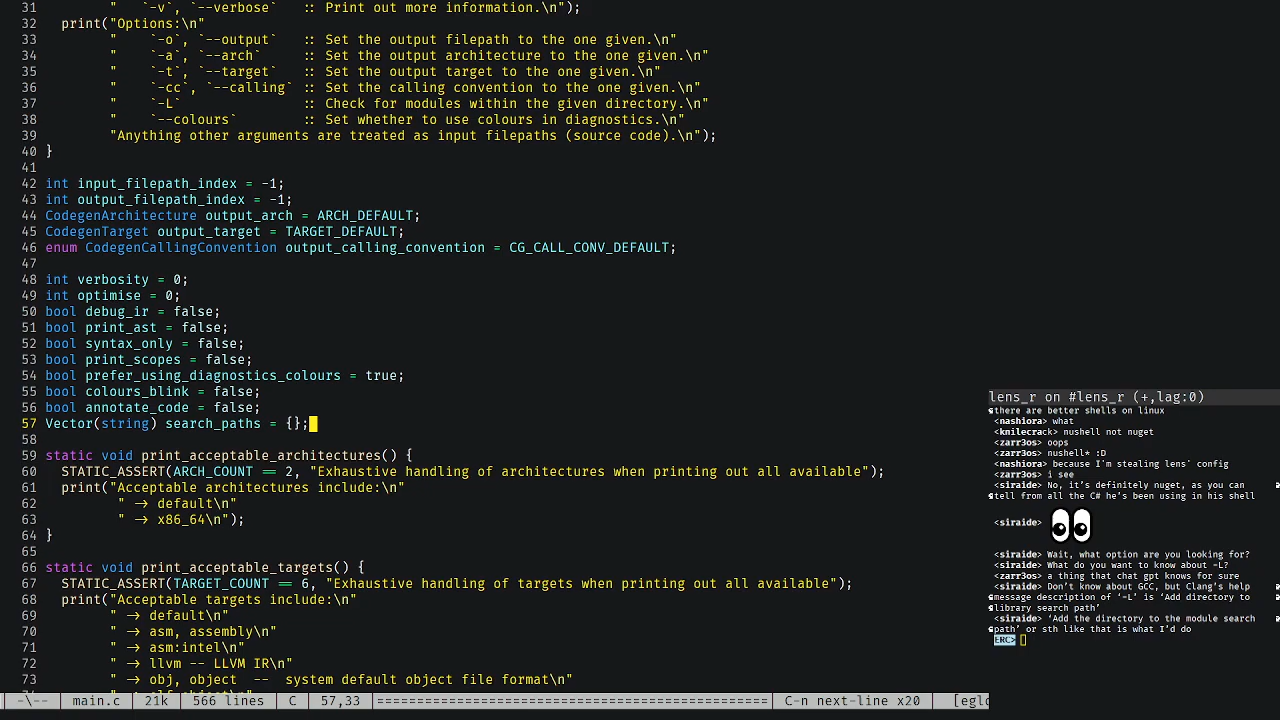 31             "   `-v`, `--verbose   :: Print out more information.\n");
32   print("Options:\n"
33         "   `-o`, `--output`   :: Set the output filepath to the one given.\n"
34         "   `-a`, `--arch`     :: Set the output architecture to the one given.\n"
35         "   `-t`, `--target`   :: Set the output target to the one given.\n"
36         "   `-cc`, `--calling` :: Set the calling convention to the one given.\n"
37         "   `-L`               :: Check for modules within the given directory.\n"
38         "   `--colours`        :: Set whether to use colours in diagnostics.\n"
39         "Anything other arguments are treated as input filepaths (source code).\n");
40 }
41
42 int input_filepath_index = -1;
43 int output_filepath_index = -1;
44 CodegenArchitecture output_arch = ARCH_DEFAULT;
45 CodegenTarget output_target = TARGET_DEFAULT;
46 enum CodegenCallingConvention output_calling_convention = CG_CALL_CONV_DEFAULT;
47
48 int verbosity = 0;
49 int optimise = 0;
50 bool debug_ir = false;
51 bool print_ast = false;
52 bool syntax_only = false;
53 bool print_scopes = false;
54 bool prefer_using_diagnostics_colours = true;
55 bool colours_blink = false;
56 bool annotate_code = false;
57 Vector(string) search_paths = {};
58
59 static void print_acceptable_architectures() {
60   STATIC_ASSERT(ARCH_COUNT == 2, "Exhaustive handling of architectures when printing out all available");
61   print("Acceptable architectures include:\n"
62         " -> default\n"
63         " -> x86_64\n");
64 }
65
66 static void print_acceptable_targets() {
67   STATIC_ASSERT(TARGET_COUNT == 6, "Exhaustive handling of targets when printing out all available");
68   print("Acceptable targets include:\n"
69         " -> default\n"
70         " -> asm, assembly\n"
71         " -> asm:intel\n"
72         " -> llvm -- LLVM IR\n"
73         " -> obj, object  --  system default object file format\n"
-\-- main.c 21k 566 lines C 57,33 C-n next-line x20 [eglo
lens_r on #lens_r (+,lag:0)
there are better shells on linux
<nashiora> what
<knilecrack> nushell not nuget
<zarr3os> oops
<zarr3os> nushell* :D
<nashiora> because I'm stealing lens' config
<zarr3os> i see
<siraide> No, it's definitely nuget, as you can
tell from all the C# he's been using in his shell
<siraide>
<siraide> Wait, what option are you looking for?
<siraide> What do you want to know about -L?
<zarr3os> a thing that chat gpt knows for sure
<siraide> Don't know about GCC, but Clang's help
message description of ‘-L’ is ‘Add directory to
library search path’
<siraide> ‘Add the directory to the module search
path’ or sth like that is what I'd do
ERC>